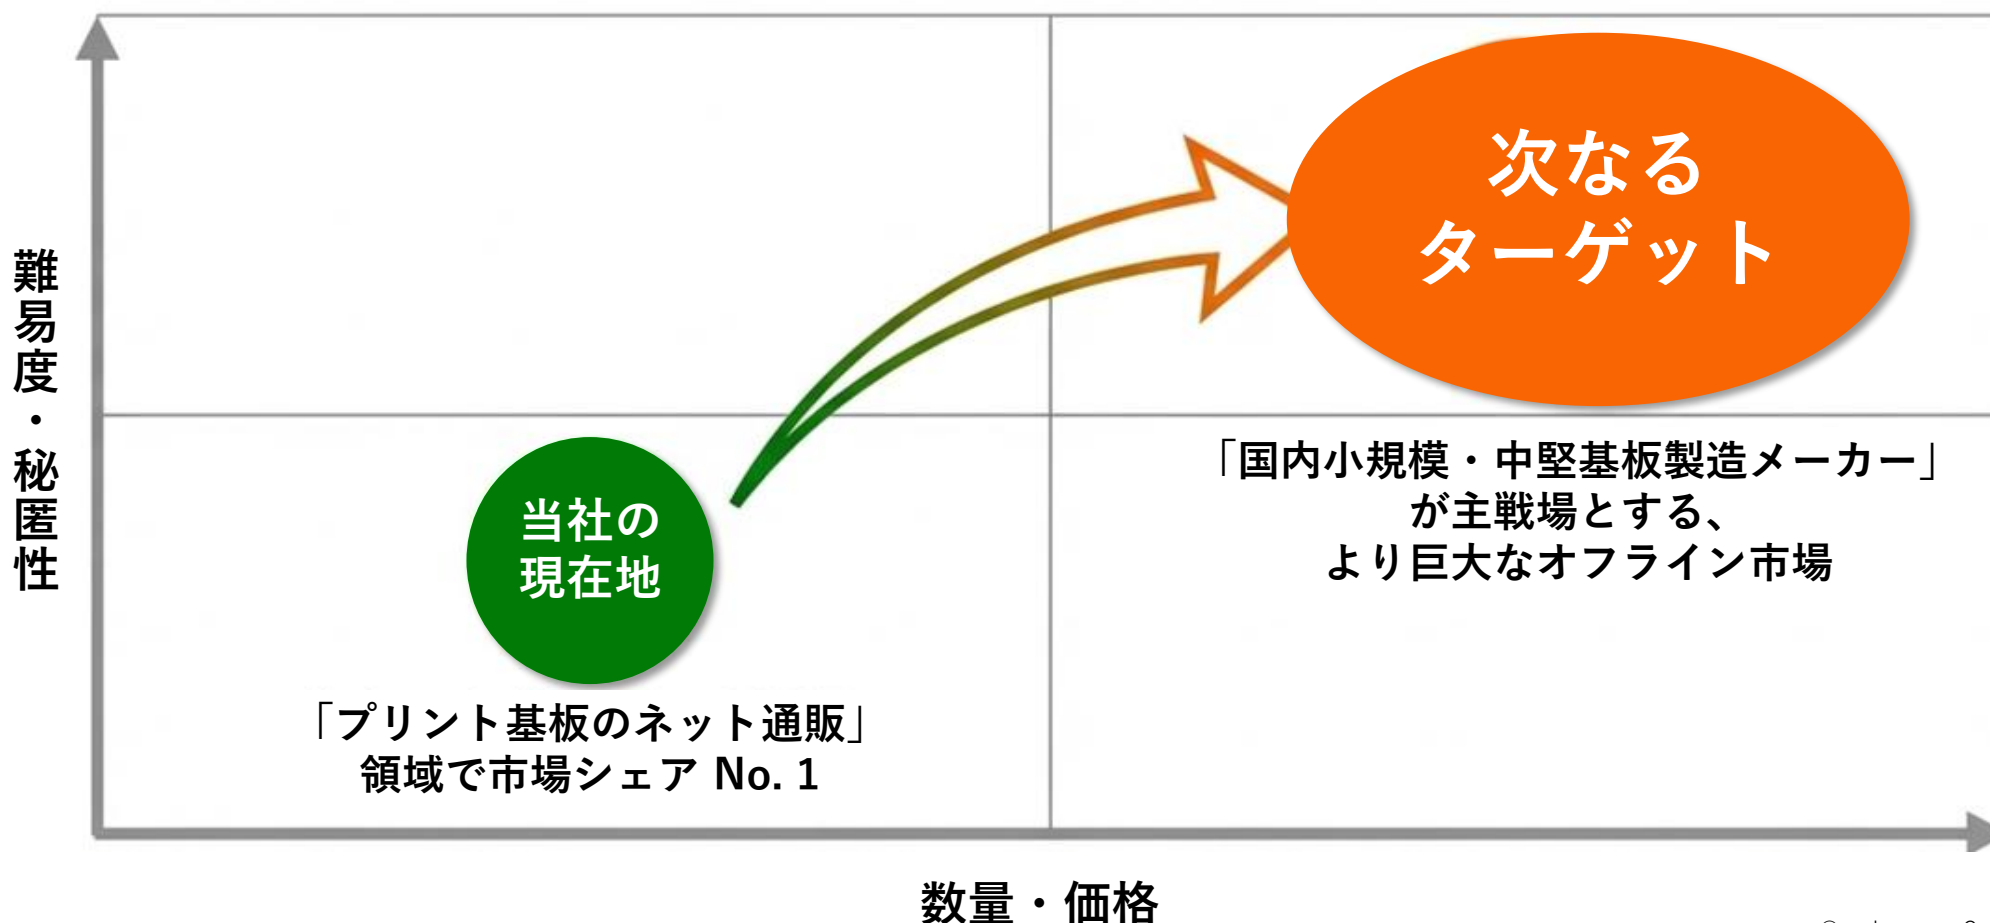 難易度・秘匿性
次なる
ターゲット
当社の
現在地
「国内小規模・中堅基板製造メーカー」
が主戦場とする、
より巨大なオフライン市場
「プリント基板のネット通販」
領域で市場シェア No. 1
数量・価格